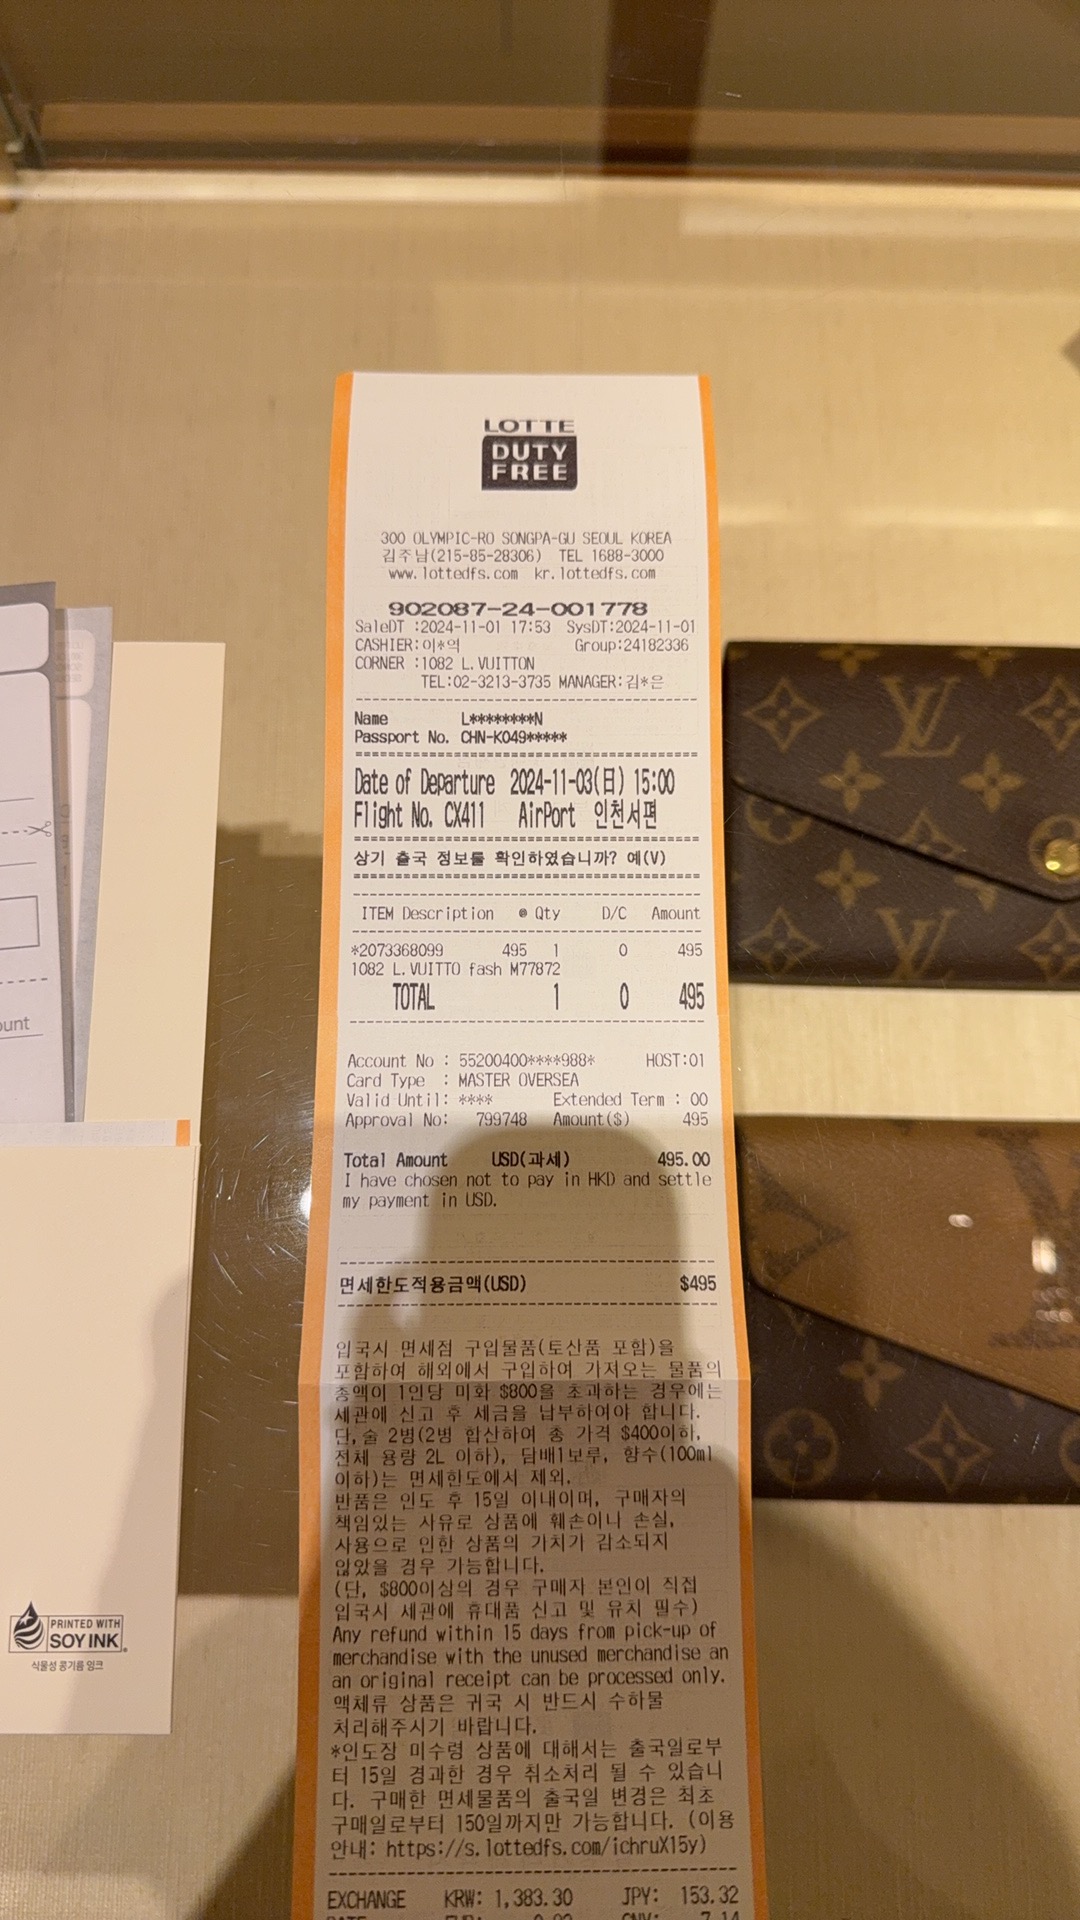 LOTTE
DUTY
FREE
300 OLYMPIC-RO SONGPA-GU SEOUL KOREA
김주남(215-85-28306) TEL 1688-3000
www.lottedfs.com kr.lottedfs.com
902087-24-001778
SaleDT :2024-11-01 17:53 SysDT:2024-11-01
CASHIER:이*억 Group:24182336
CORNER :1082 L.VUITTON
TEL:02-3213-3735 MANAGER:김*은
Name L********N
Passport No. CHN-K049*****
Date of Departure 2024-11-03(日) 15:00
Flight No. CX411 AirPort 인천서편
상기 출국 정보를 확인하였습니까? 예(V)
ITEM Description @ Qty D/C Amount
*2073368099 495 1 0 495
1082 L.VUITTO fash M77872
TOTAL 1 0 495
Account No : 55200400****988* HOST:01
Card Type : MASTER OVERSEA
Valid Until: **** Extended Term : 00
Approval No: 799748 Amount($) 495
Total Amount USD(과세) 495.00
I have chosen not to pay in HKD and settle
my payment in USD.
면세한도적용금액(USD) $495
입국시 면세점 구입물품(토산품 포함)을
포함하여 해외에서 구입하여 가져오는 물품의
총액이 1인당 미화 $800을 초과하는 경우에는
세관에 신고 후 세금을 납부하여야 합니다.
단,술 2병(2병 합산하여 총 가격 $400이하,
전체 용량 2L 이하), 담배1보루, 향수(100ml
이하)는 면세한도에서 제외.
반품은 인도 후 15일 이내이며, 구매자의
책임있는 사유로 상품에 훼손이나 손실,
사용으로 인한 상품의 가치가 감소되지
않았을 경우 가능합니다.
(단, $800이상의 경우 구매자 본인이 직접
입국시 세관에 휴대품 신고 및 유치 필수)
Any refund within 15 days from pick-up of
merchandise with the unused merchandise an
an original receipt can be processed only.
액체류 상품은 귀국 시 반드시 수하물
처리해주시기 바랍니다.
*인도장 미수령 상품에 대해서는 출국일로부
터 15일 경과한 경우 취소처리 될 수 있습니
다. 구매한 면세물품의 출국일 변경은 최초
구매일로부터 150일까지만 가능합니다. (이용
안내: https://s.lottedfs.com/ichruX15y)
EXCHANGE KRW: 1,383.30 JPY: 153.32
ount
PRINTED WITH
SOY INK
식물성 콩기름 잉크
LV
LV